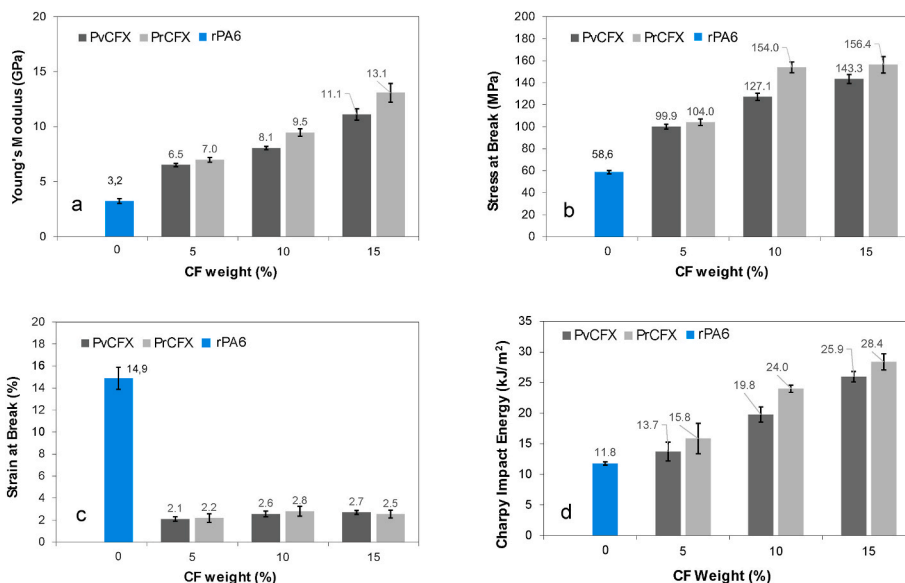 20
■PvCFX ■PrCFX ■rPA6
15
13.1
11.1
10
9.5
8.1
7.0
6.5
5
3,2
a
0
0 5 10 15
CF weight (%)
Young's Modulus (GPa)
200
■PvCFX ■PrCFX ■rPA6
180
154.0
156.4
160
143.3
140
127.1
120
99.9
104.0
100
80
58,6
60
40
b
20
0
0 5 10 15
CF weight (%)
Stress at Break (MPa)
20
18
■PvCFX ■PrCFX ■rPA6
16
14,9
14
12
10
8
6
4
2.1 2.2 2.6 2.8 2.7 2.5
2
c
0
0 5 10 15
CF weight (%)
Strain at Break (%)
35
■PvCFX ■PrCFX ■rPA6
30
28.4
25.9
25
24.0
19.8
20
15.8
13.7
15
11.8
10
5
d
0
0 5 10 15
CF Weight (%)
Charpy Impact Energy (kJ/m²)